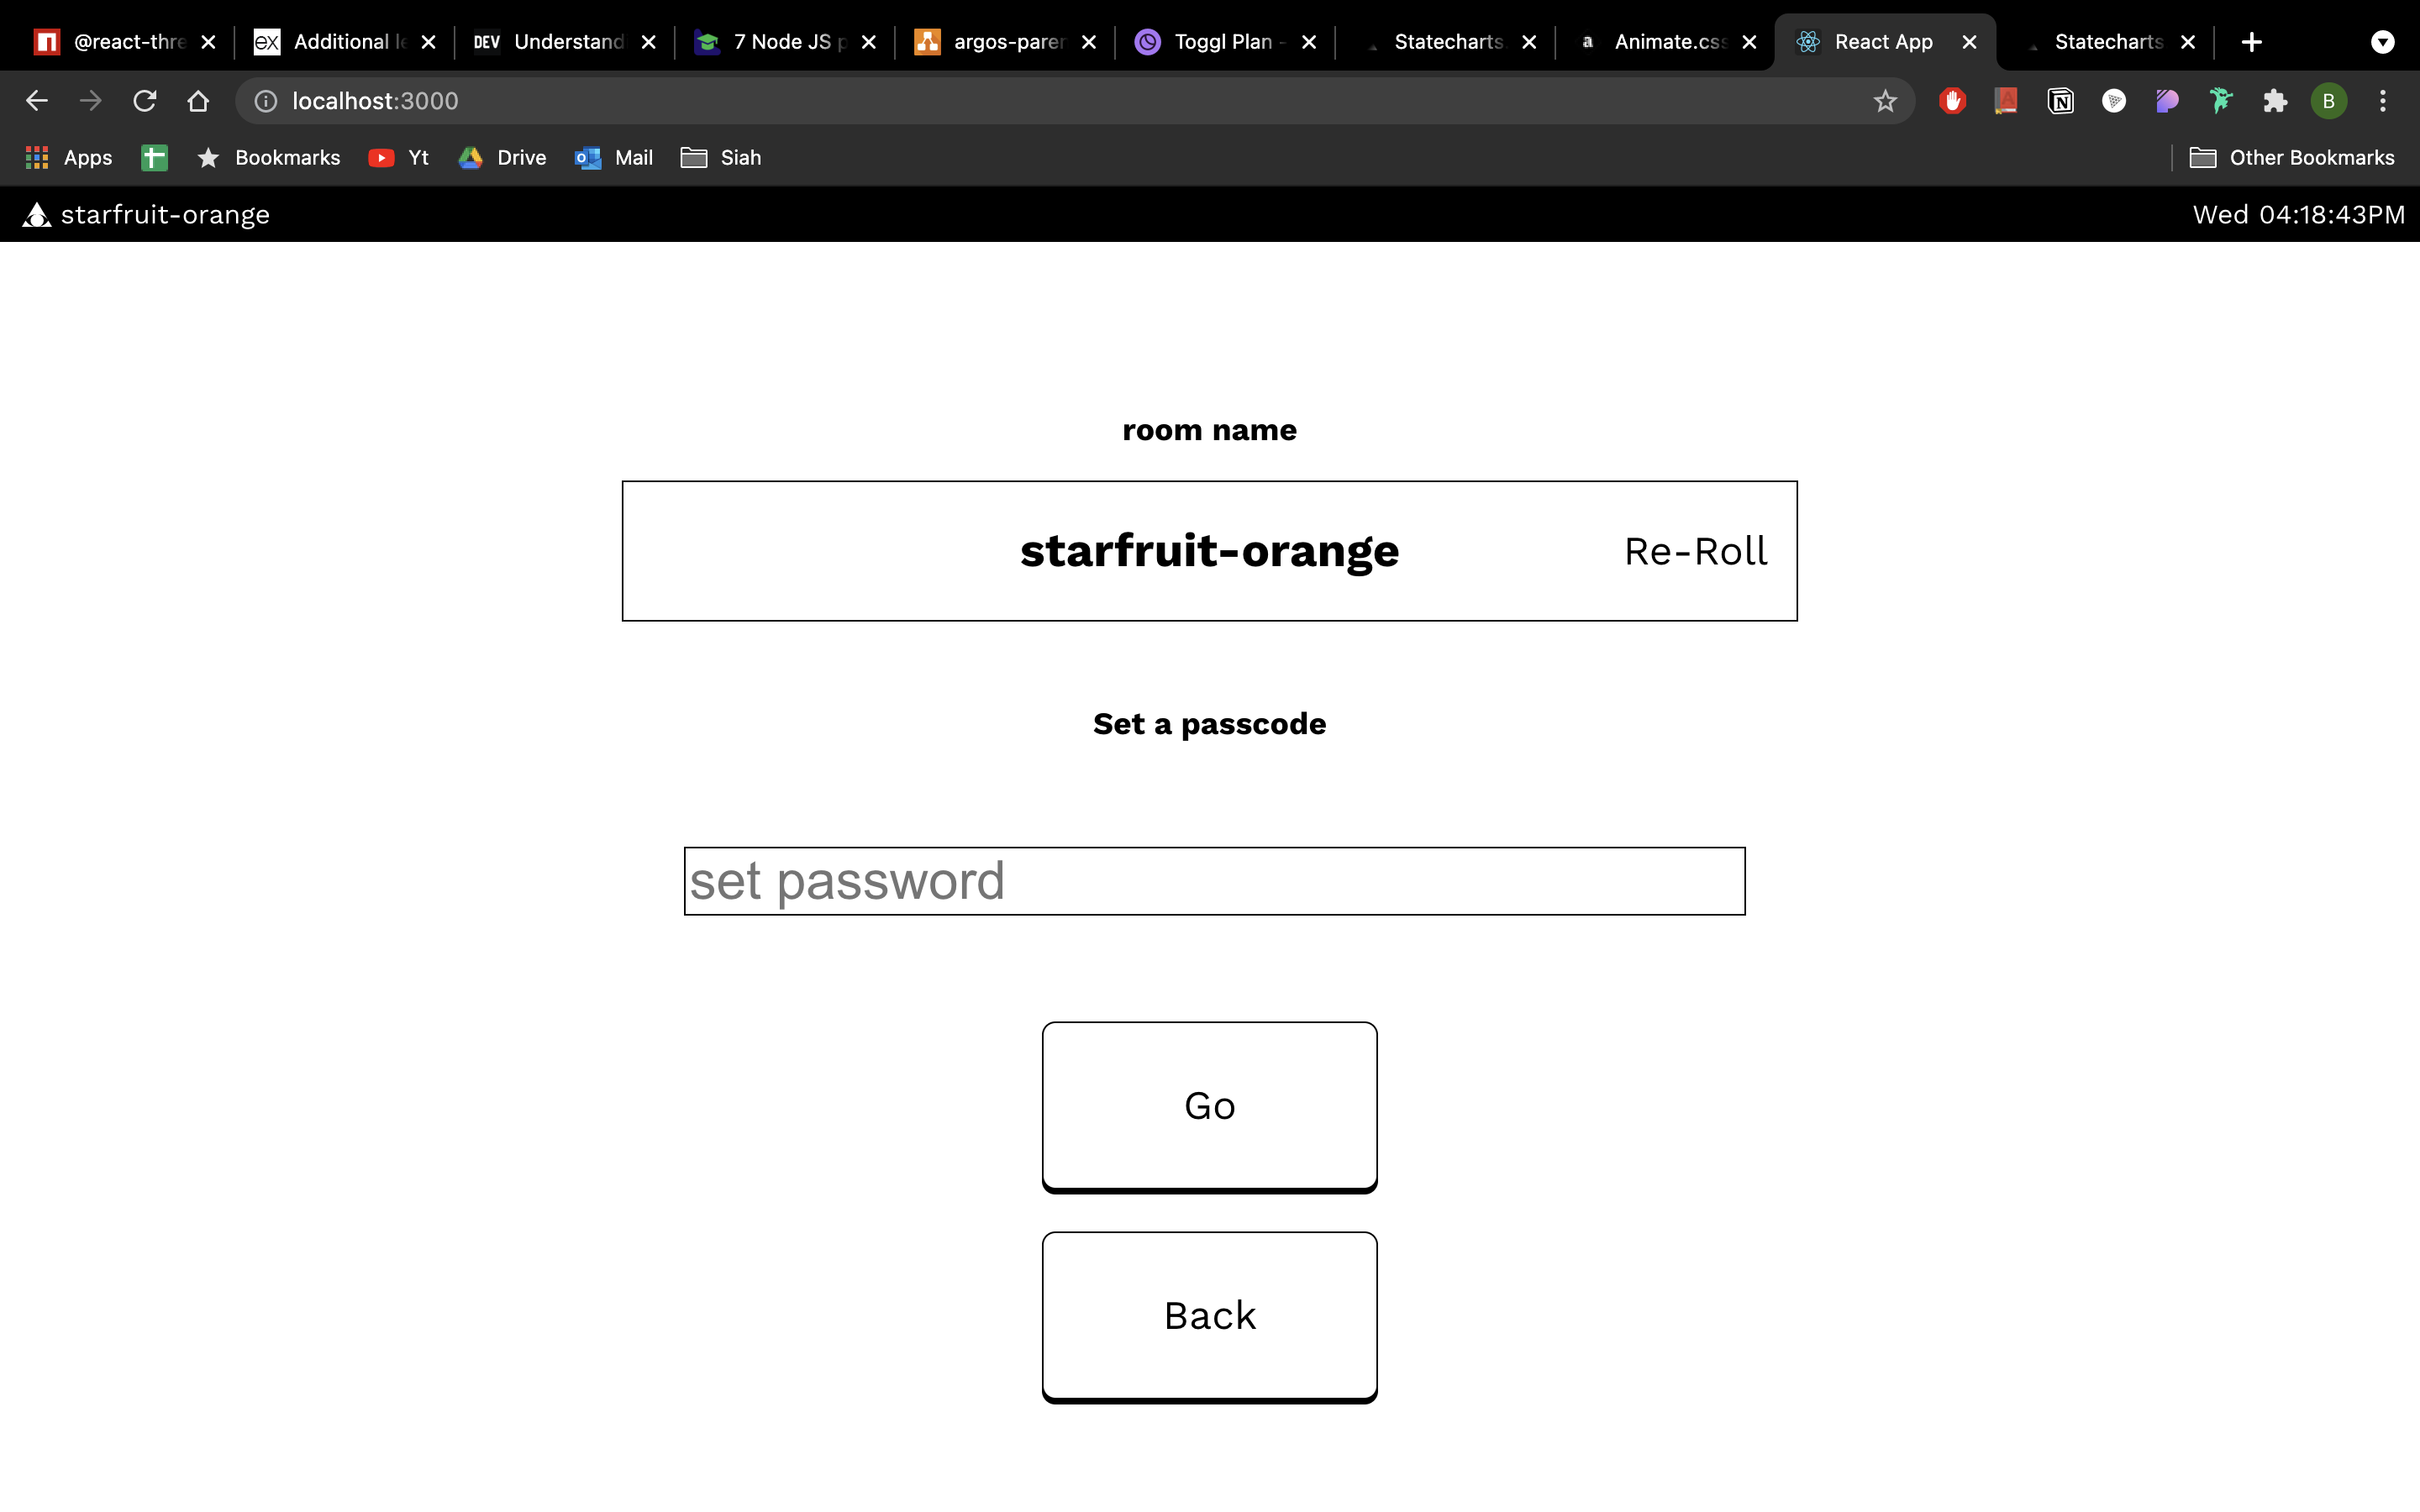 @react-thre Additional le DEV Understand 7 Node JS p argos-paren Toggl Plan - Statecharts a Animate.css React App Statecharts
localhost:3000 B
Apps Bookmarks Yt Drive Mail Siah Other Bookmarks
starfruit-orange Wed 04:18:43PM
room name
starfruit-orange Re-Roll
Set a passcode
set password
Go
Back